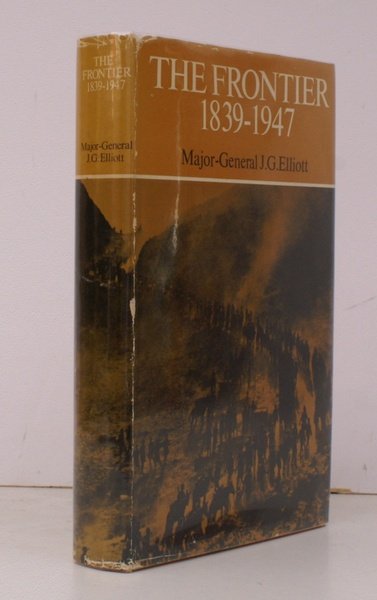 THE
FRONTIER
1839-1947
Major-General
J.G.Elliott
THE FRONTIER
1839-1947
Major-General J.G.Elliott